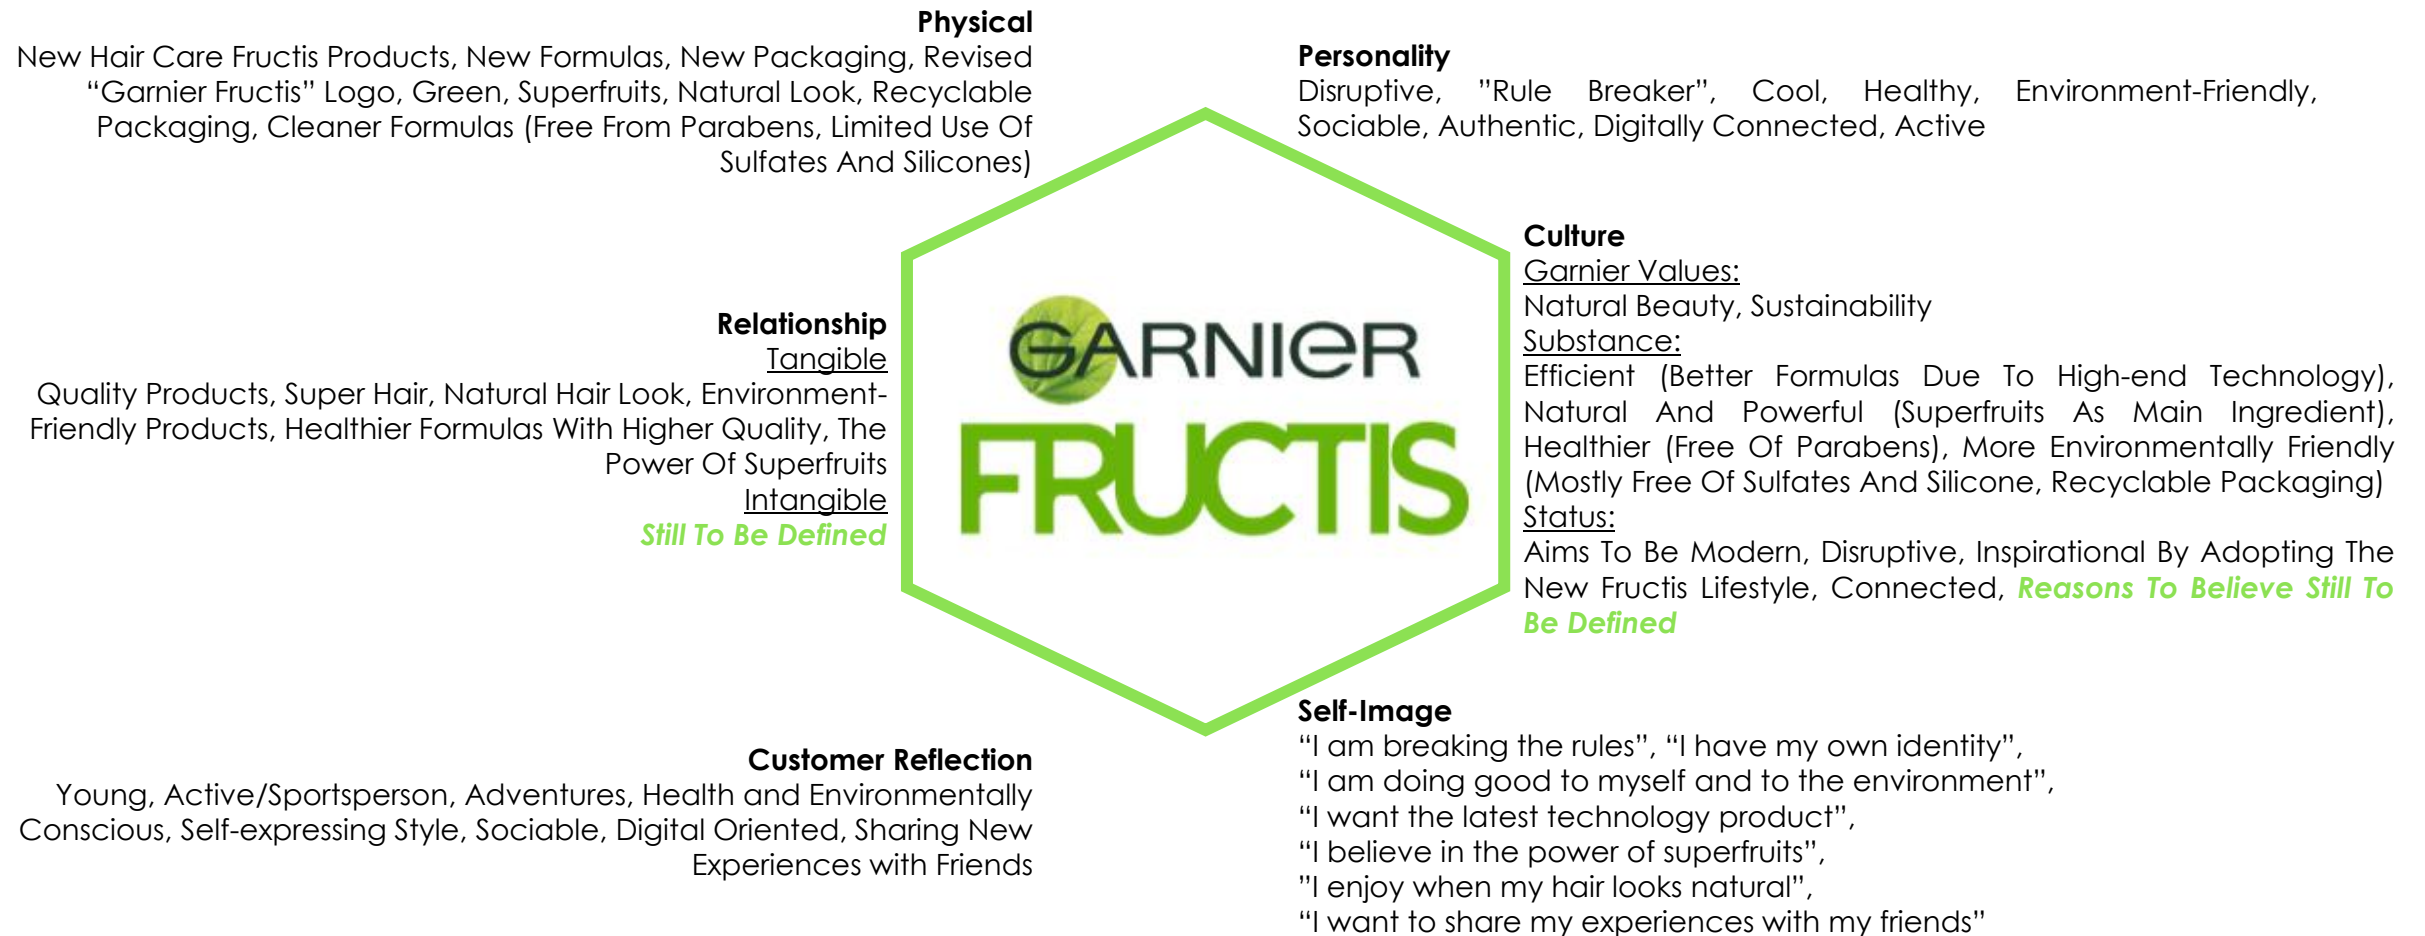 Physical
New Hair Care Fructis Products, New Formulas, New Packaging, Revised
“Garnier Fructis” Logo, Green, Superfruits, Natural Look, Recyclable
Packaging, Cleaner Formulas (Free From Parabens, Limited Use Of
Sulfates And Silicones)
Personality
Disruptive, ”Rule Breaker”, Cool, Healthy, Environment-Friendly,
Sociable, Authentic, Digitally Connected, Active
Relationship
Tangible
Quality Products, Super Hair, Natural Hair Look, Environment-
Friendly Products, Healthier Formulas With Higher Quality, The
Power Of Superfruits
Intangible
Still To Be Defined
GARNIER
FRUCTIS
Culture
Garnier Values:
Natural Beauty, Sustainability
Substance:
Efficient (Better Formulas Due To High-end Technology),
Natural And Powerful (Superfruits As Main Ingredient),
Healthier (Free Of Parabens), More Environmentally Friendly
(Mostly Free Of Sulfates And Silicone, Recyclable Packaging)
Status:
Aims To Be Modern, Disruptive, Inspirational By Adopting The
New Fructis Lifestyle, Connected, Reasons To Believe Still To
Be Defined
Customer Reflection
Young, Active/Sportsperson, Adventures, Health and Environmentally
Conscious, Self-expressing Style, Sociable, Digital Oriented, Sharing New
Experiences with Friends
Self-Image
“I am breaking the rules”, “I have my own identity”,
“I am doing good to myself and to the environment”,
“I want the latest technology product”,
“I believe in the power of superfruits”,
”I enjoy when my hair looks natural”,
“I want to share my experiences with my friends”